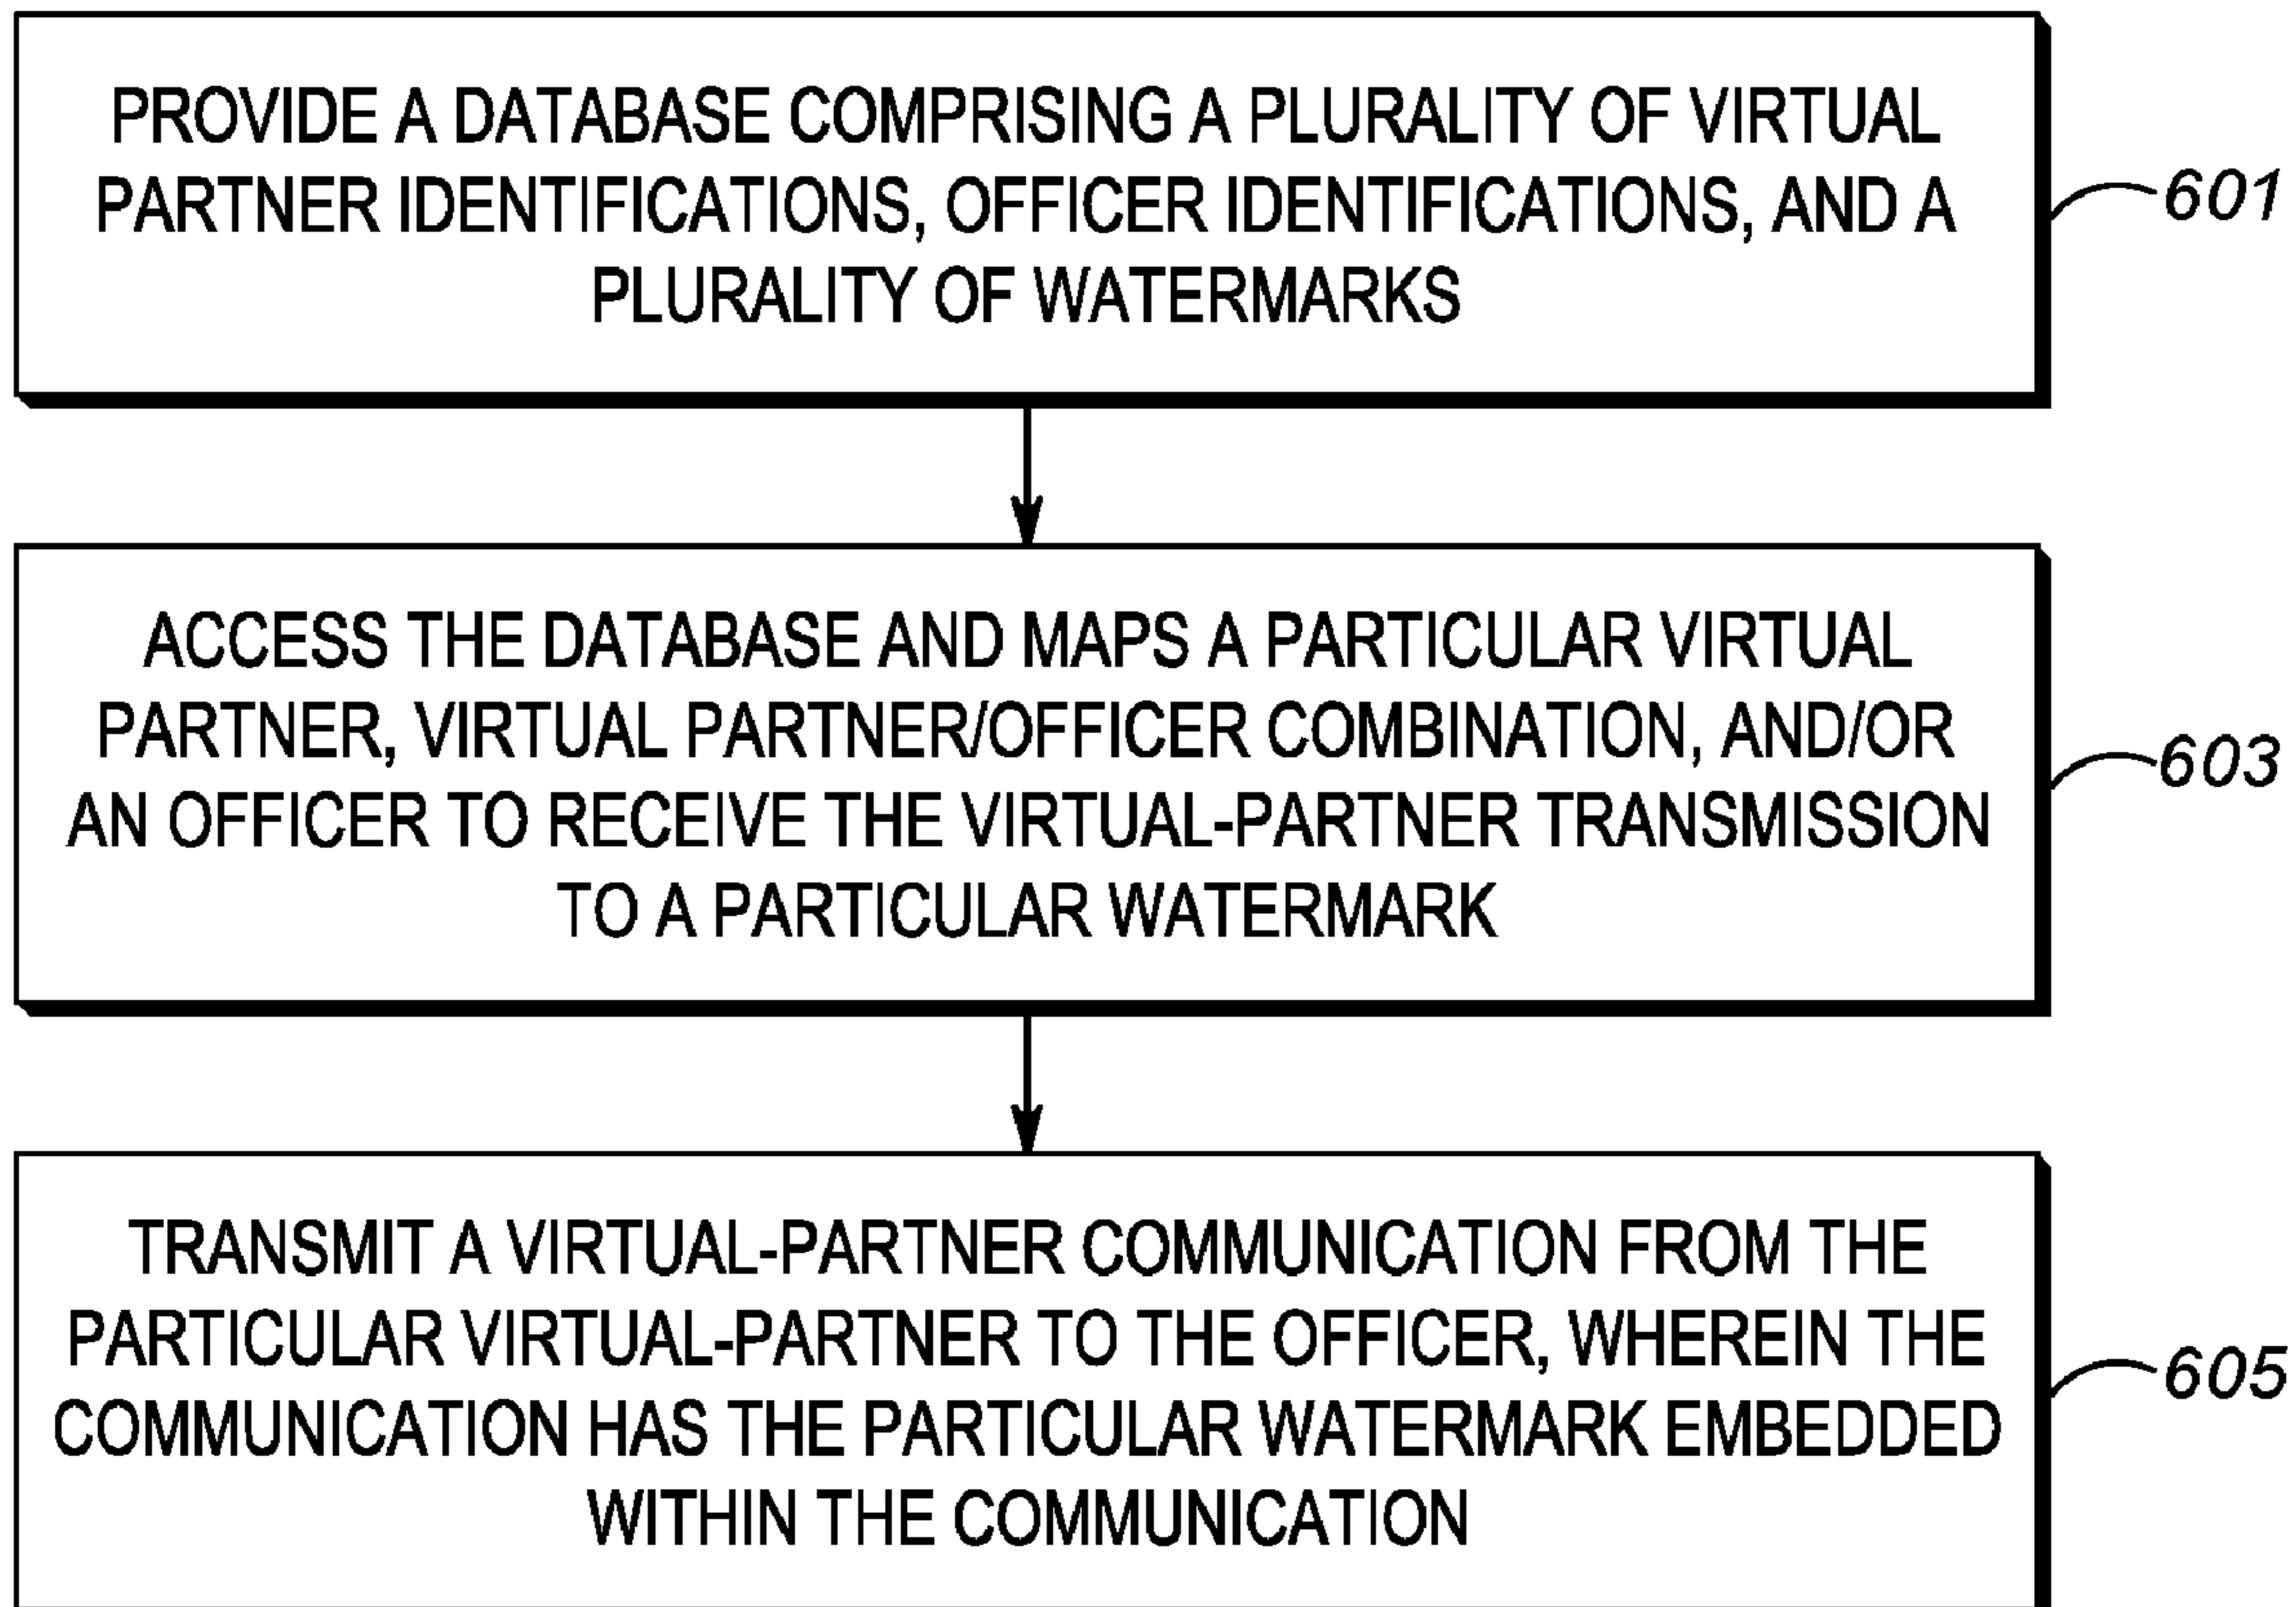 PROVIDE A DATABASE COMPRISING A PLURALITY OF VIRTUAL
PARTNER IDENTIFICATIONS, OFFICER IDENTIFICATIONS, AND A
PLURALITY OF WATERMARKS
601
ACCESS THE DATABASE AND MAPS A PARTICULAR VIRTUAL
PARTNER, VIRTUAL PARTNER/OFFICER COMBINATION, AND/OR
AN OFFICER TO RECEIVE THE VIRTUAL-PARTNER TRANSMISSION
TO A PARTICULAR WATERMARK
603
TRANSMIT A VIRTUAL-PARTNER COMMUNICATION FROM THE
PARTICULAR VIRTUAL-PARTNER TO THE OFFICER, WHEREIN THE
COMMUNICATION HAS THE PARTICULAR WATERMARK EMBEDDED
WITHIN THE COMMUNICATION
605